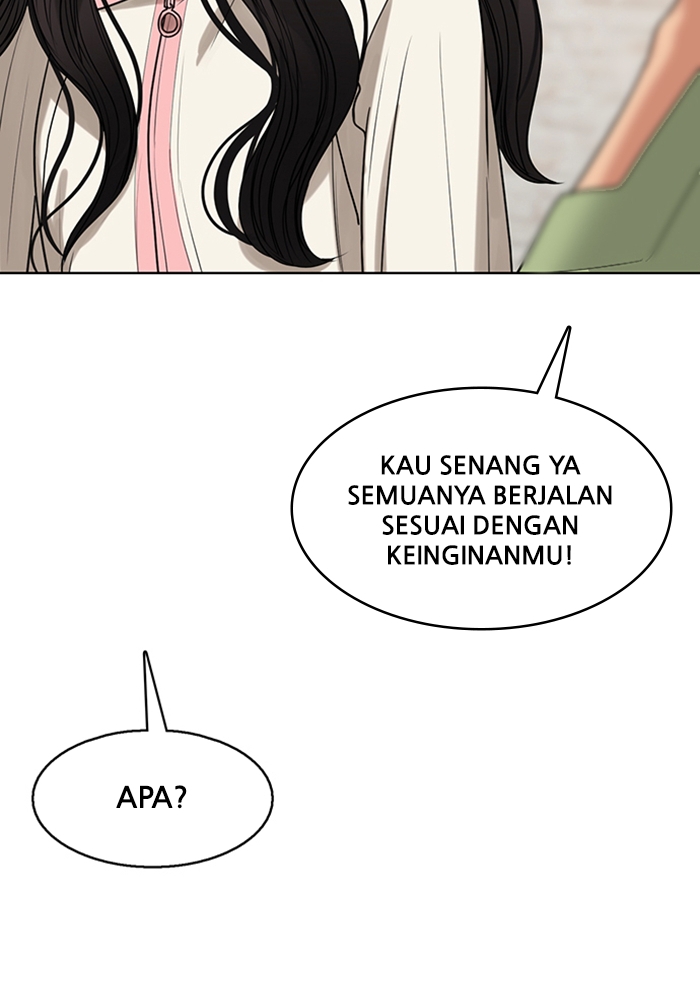 KAU SENANG YA
SEMUANYA BERJALAN
SESUAI DENGAN
KEINGINANMU!
APA?